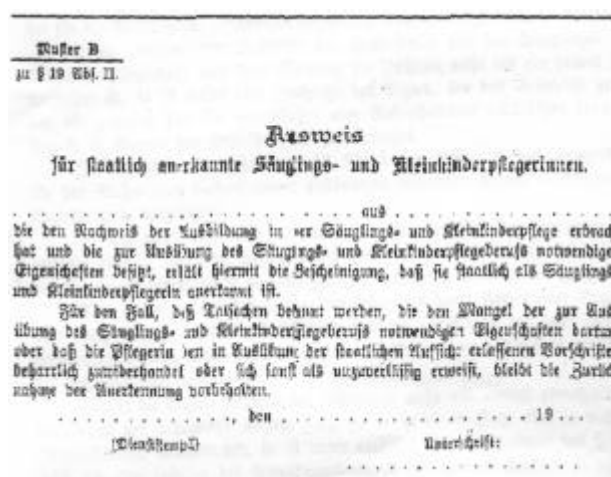 Muster B
zu § 19 Abs. II.
Ausweis
für staatlich anerkannte Säuglings- und Kleinkinderpflegerinnen.
. . . . . . . . . . . . . . . . . . . . . . . . aus
die den Nachweis der Ausbildung in der Säuglings- und Kleinkinderpflege erbrach
hat und die zur Ausübung des Säuglings- und Kleinkinderpflegeberufs notwendige
Eigenschaften besitzt, erhält hiermit die Bescheinigung, daß sie staatlich als Säuglings
und Kleinkinderpflegerin anerkannt ist.
Für den Fall, daß Tatsachen bekannt werden, die den Mangel der zur Aus
übung des Säuglings- und Kleinkinderpflegeberufs notwendigen Eigenschaften dartun
oder daß die Pflegerin den in Ausübung der staatlichen Aufsicht erlassenen Vorschrifte
beharrlich zuwiderhandel oder sich sonst als unzuverlässig erweist, bleibt die Zurück
nahme der Anerkennung vorbehalten.
. . . . . . . . . . . . . . . , den . . . . . . . . . . . . . . . . . . . . . . . 19 . . .
(Dienststempel) Unterschrift:
. . . . . . . . . . . . . . .